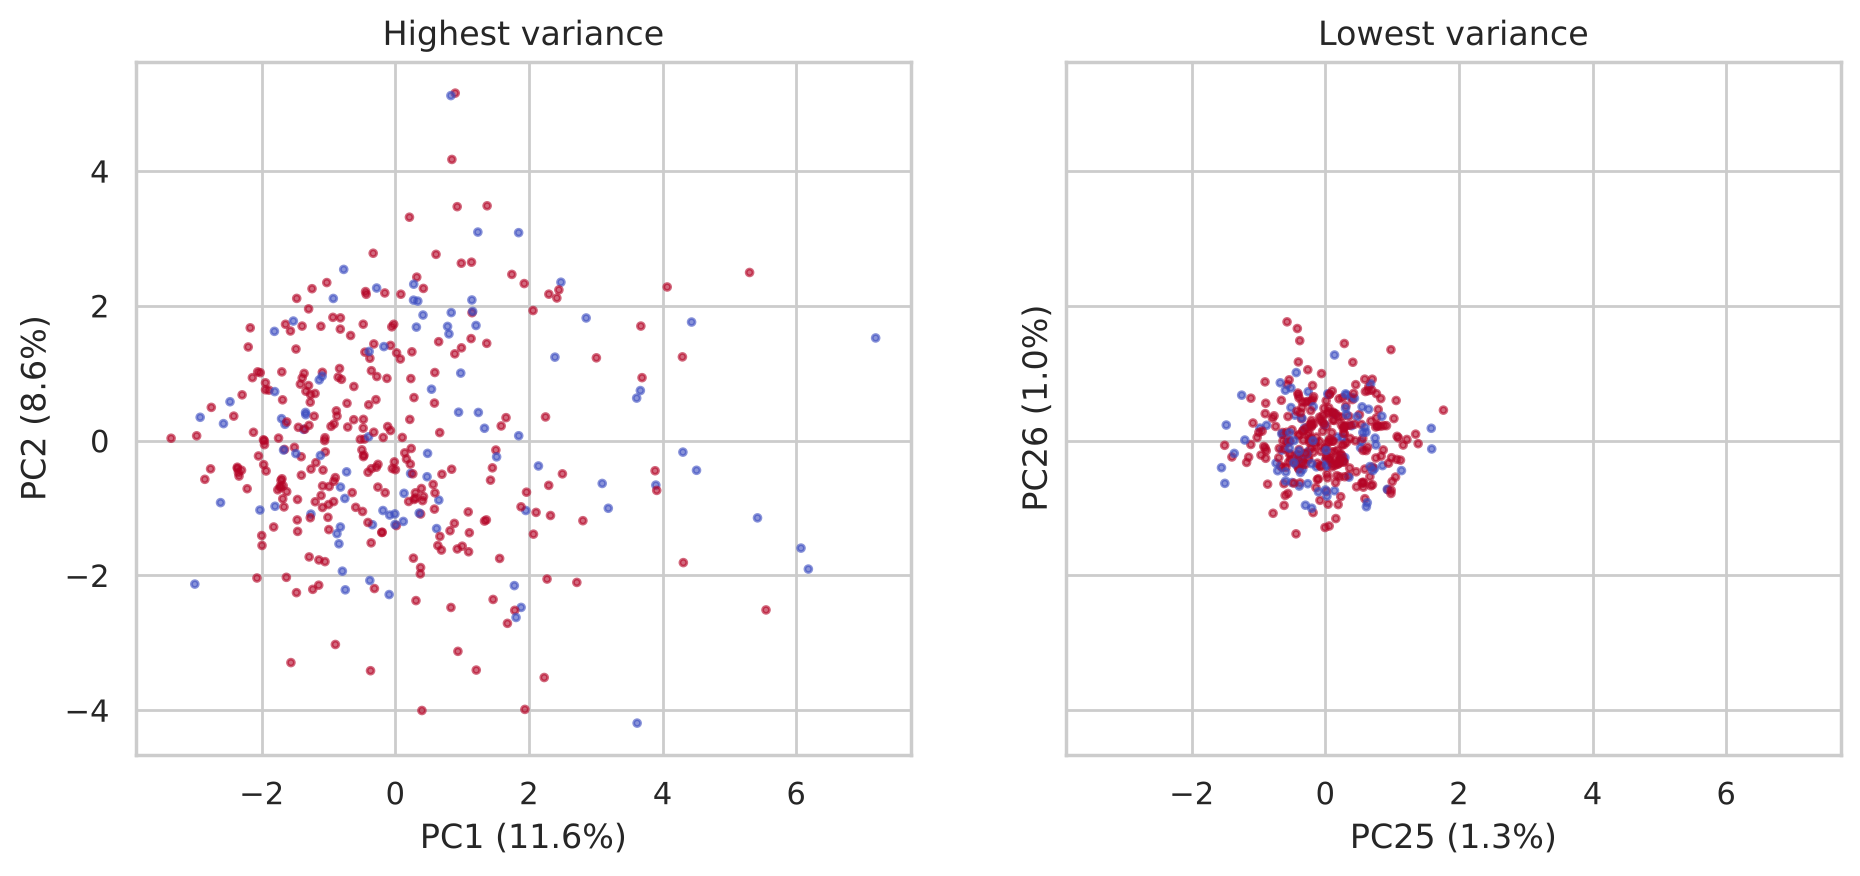 Highest variance
Lowest variance
PC2 (8.6%)
4
2
0
−2
−4
−2 0 2 4 6
PC1 (11.6%)
PC26 (1.0%)
−2 0 2 4 6
PC25 (1.3%)